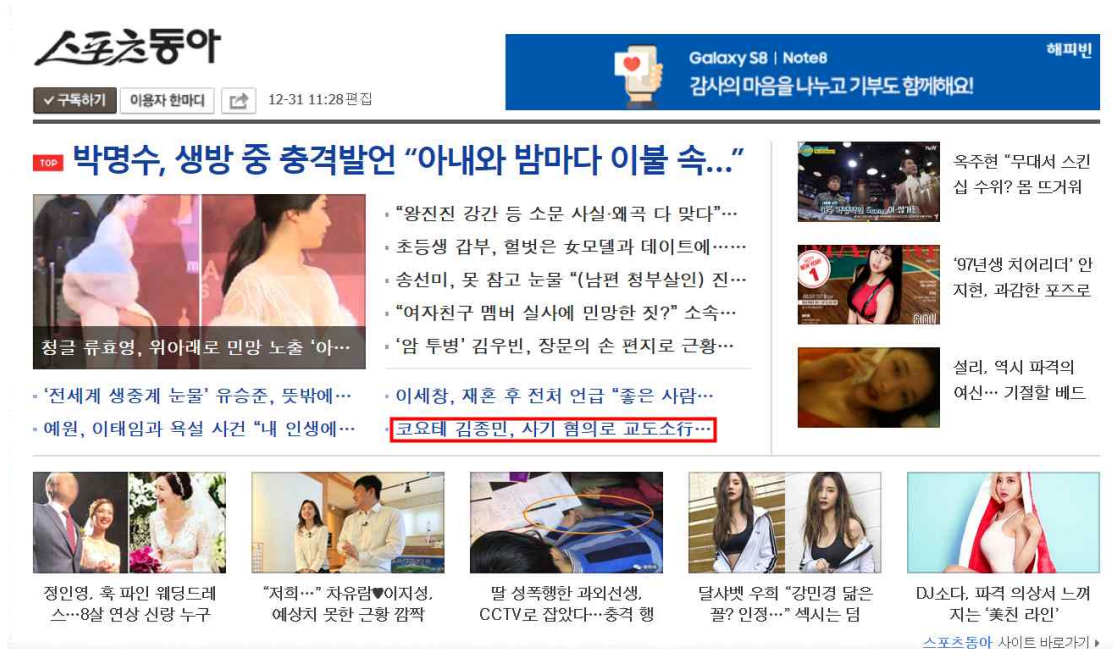 스포츠동아
해피빈
Galaxy S8 | Note8
감사의 마음을 나누고 기부도 함께해요!
구독하기
이용자 한마디
12-31 11:28 편집
TOP 박명수, 생방 중 충격발언 “아내와 밤마다 이불 속...”
청글 류효영, 위아래로 민망 노출 ‘아…
“왕진진 강간 등 소문 사실·왜곡 다 맞다”…
초등생 갑부, 헐벗은 女모델과 데이트에……
송선미, 못 참고 눈물 “(남편 청부살인) 진…
“여자친구 멤버 실사에 민망한 짓?” 소속…
‘암 투병’ 김우빈, 장문의 손 편지로 근황…
‘전세계 생중계 눈물’ 유승준, 뜻밖에…
예원, 이태임과 욕설 사건 “내 인생에…
이세창, 재혼 후 전처 언급 “좋은 사람…
코요테 김종민, 사기 혐의로 교도소行…
옥주현 “무대서 스킨
십 수위? 몸 뜨거워
‘97년생 치어리더’ 안
지현, 과감한 포즈로
설리, 역시 파격의
여신… 기절할 베드
정인영, 훅 파인 웨딩드레
스…8살 연상 신랑 누구
“저희…” 차유람♥이지성,
예상치 못한 근황 깜짝
딸 성폭행한 과외선생,
CCTV로 잡았다…충격 행
달샤벳 우희 “강민경 닮은
꼴? 인정…” 섹시는 덤
DJ소다, 파격 의상서 느껴
지는 ‘美친 라인’
스포츠동아 사이트 바로가기